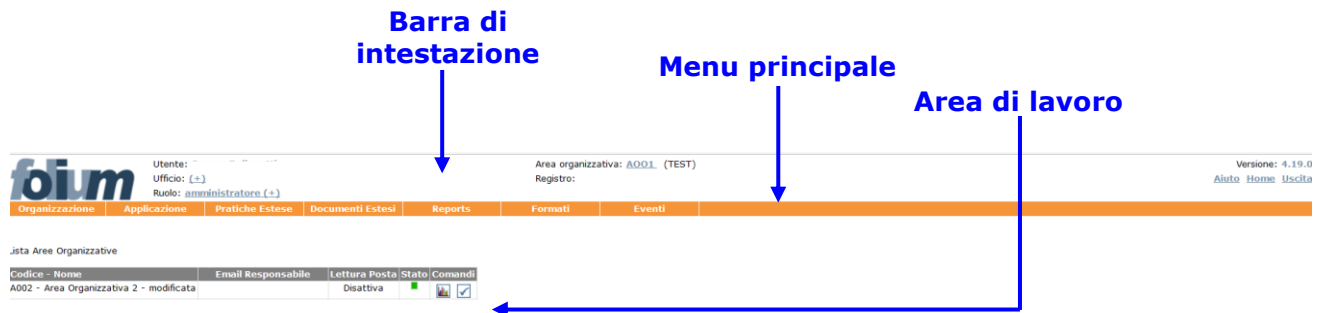 Barra di
intestazione
Menu principale
Area di lavoro
folium
Utente:
Ufficio: (+)
Ruolo: amministratore (+)
Area organizzativa: AOO1 (TEST)
Registro:
Versione: 4.19.0
Aiuto Home Uscita
Organizzazione Applicazione Pratiche Estese Documenti Estesi Reports Formati Eventi
Lista Aree Organizzative
Codice - Nome Email Responsabile Lettura Posta Stato Comandi
A002 - Area Organizzativa 2 - modificata Disattiva